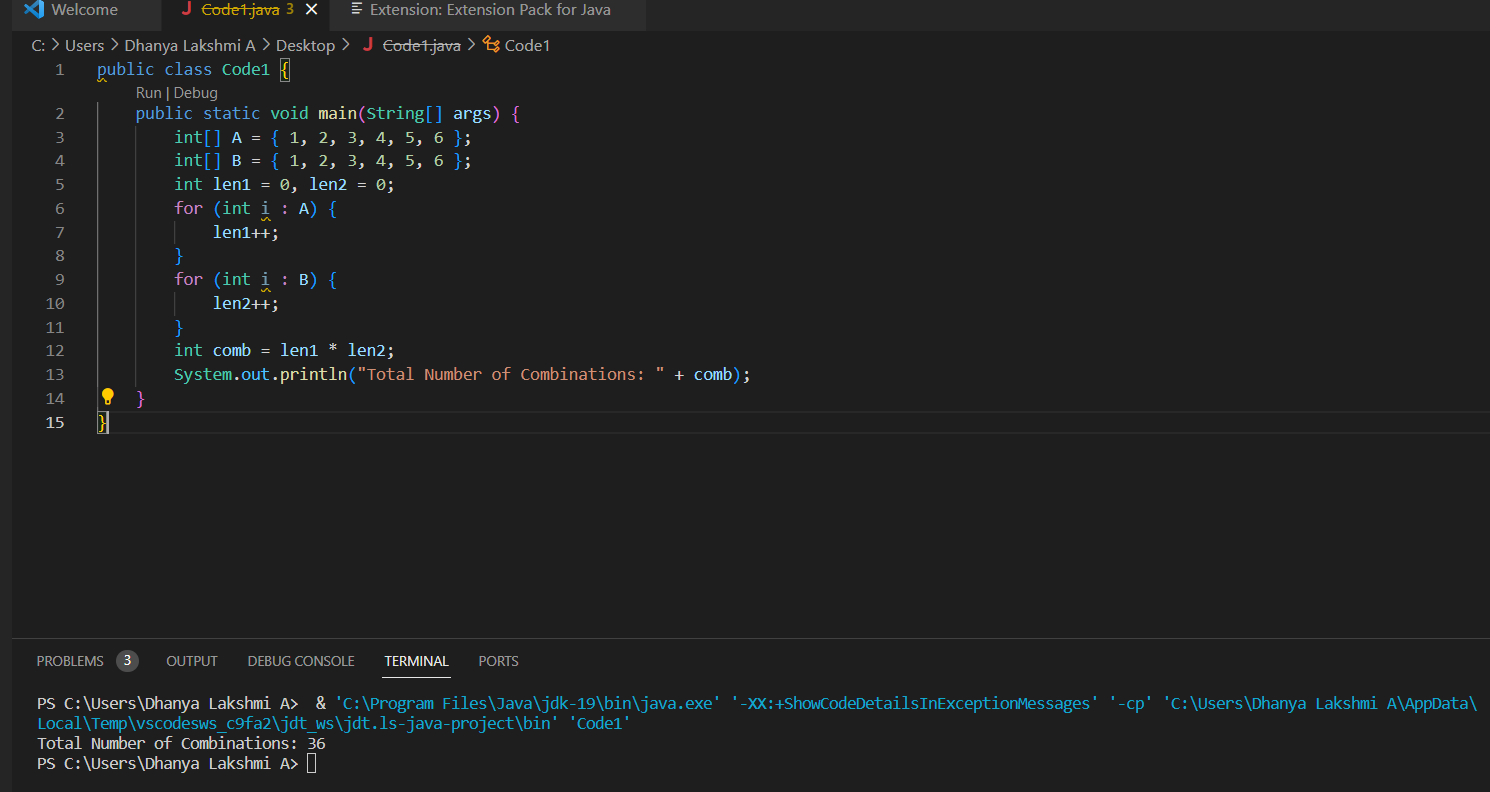 Welcome Code1.java 3 Extension: Extension Pack for Java
C: > Users > Dhanya Lakshmi A > Desktop > J Code1.java > Code1
1 public class Code1 {
Run | Debug
2 public static void main(String[] args) {
3 int[] A = { 1, 2, 3, 4, 5, 6 };
4 int[] B = { 1, 2, 3, 4, 5, 6 };
5 int len1 = 0, len2 = 0;
6 for (int i : A) {
7 len1++;
8 }
9 for (int i : B) {
10 len2++;
11 }
12 int comb = len1 * len2;
13 System.out.println("Total Number of Combinations: " + comb);
14 }
15 }
PROBLEMS 3 OUTPUT DEBUG CONSOLE TERMINAL PORTS
PS C:\Users\Dhanya Lakshmi A> & 'C:\Program Files\Java\jdk-19\bin\java.exe' '-XX:+ShowCodeDetailsInExceptionMessages' '-cp' 'C:\Users\Dhanya Lakshmi A\AppData\
Local\Temp\vscodesws_c9fa2\jdt_ws\jdt.ls-java-project\bin' 'Code1'
Total Number of Combinations: 36
PS C:\Users\Dhanya Lakshmi A>